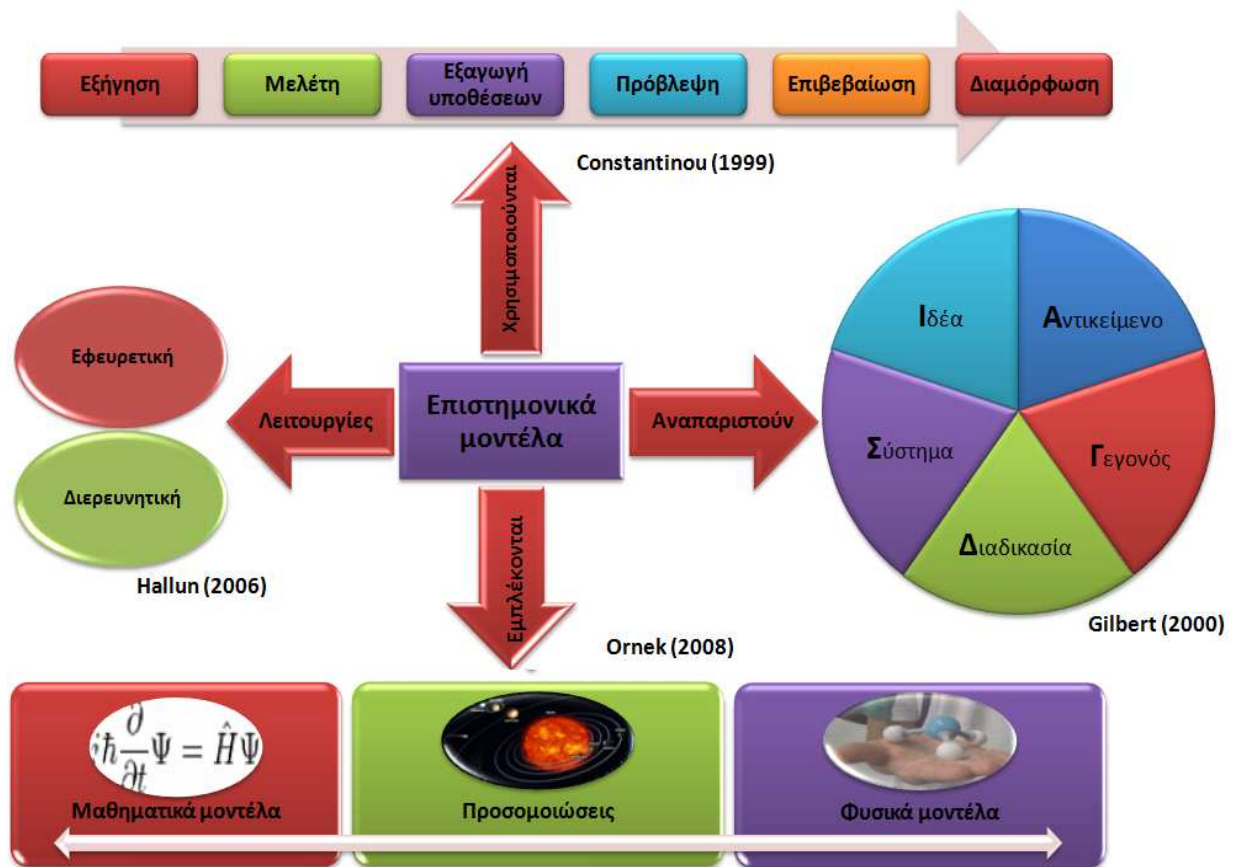 Εξήγηση
Μελέτη
Εξαγωγή
υποθέσεων
Πρόβλεψη
Επιβεβαίωση
Διαμόρφωση
Constantinou (1999)
Χρησιμοποιούνται
Εφευρετική
Διερευνητική
Hallun (2006)
Λειτουργίες
Επιστημονικά
μοντέλα
Αναπαριστούν
Ιδέα
Αντικείμενο
Σύστημα
Γεγονός
Διαδικασία
Gilbert (2000)
Εμπλέκονται
Ornek (2008)
iħ ∂/∂t Ψ = ĤΨ
Μαθηματικά μοντέλα
Προσομοιώσεις
Φυσικά μοντέλα